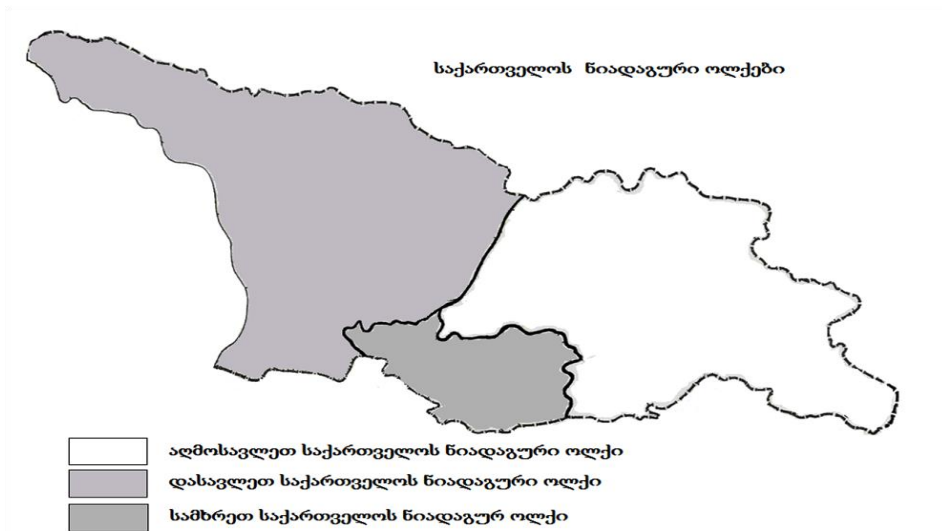 საქართველოს ნიადაგური ოლქები
აღმოსავლეთ საქართველოს ნიადაგური ოლქი
დასავლეთ საქართველოს ნიადაგური ოლქი
სამხრეთ საქართველოს ნიადაგურ ოლქი